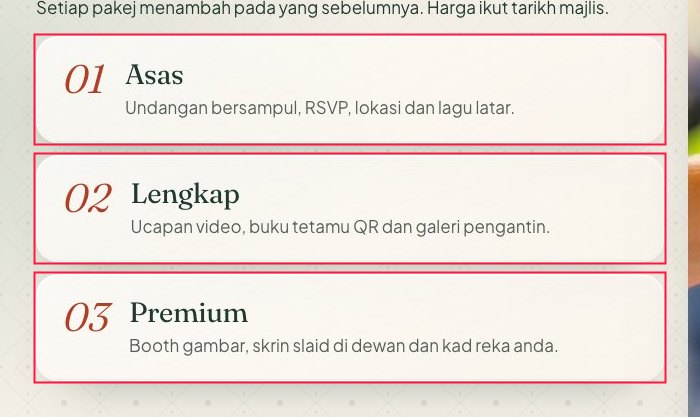 Setiap pakej menambah pada yang sebelumnya. Harga ikut tarikh majlis.
01 Asas
Undangan bersampul, RSVP, lokasi dan lagu latar.
02 Lengkap
Ucapan video, buku tetamu QR dan galeri pengantin.
03 Premium
Booth gambar, skrin slaid di dewan dan kad reka anda.